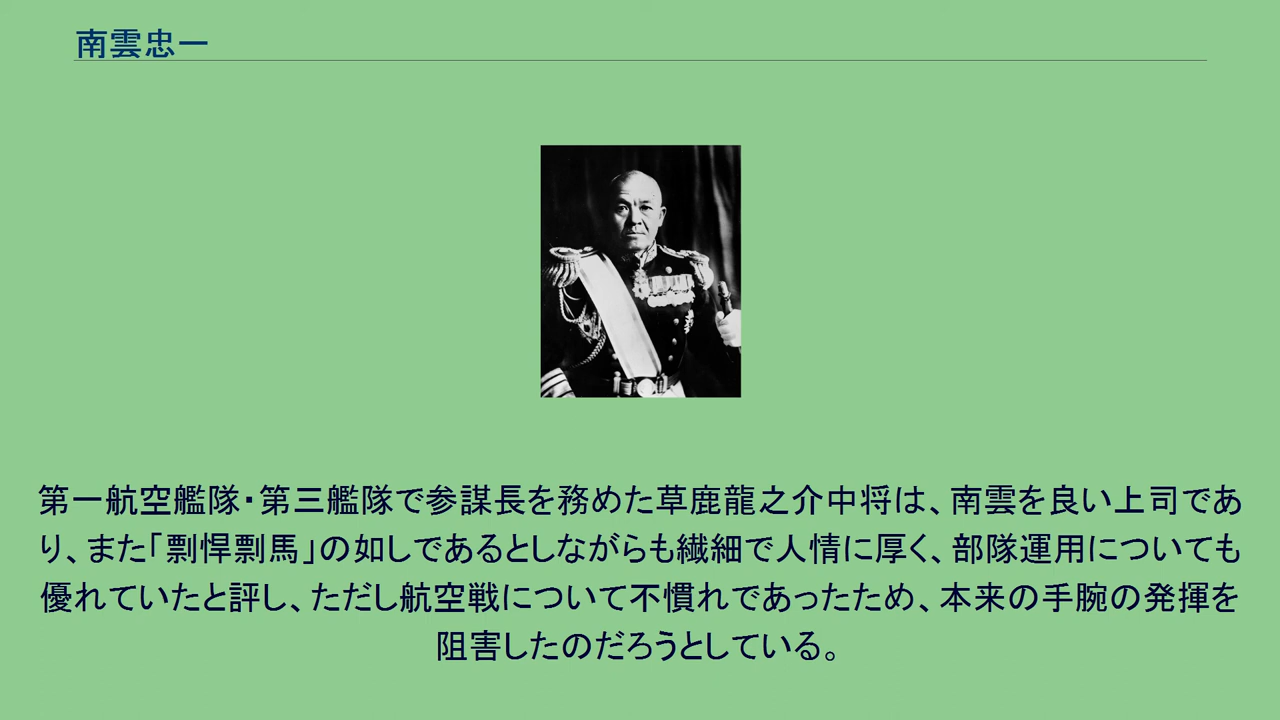 南雲忠一
第一航空艦隊・第三艦隊で参謀長を務めた草鹿龍之介中将は、南雲を良い上司であ
り、また「剽悍剽馬」の如しであるとしながらも繊細で人情に厚く、部隊運用についても
優れていたと評し、ただし航空戦について不慣れであったため、本来の手腕の発揮を
阻害したのだろうとしている。